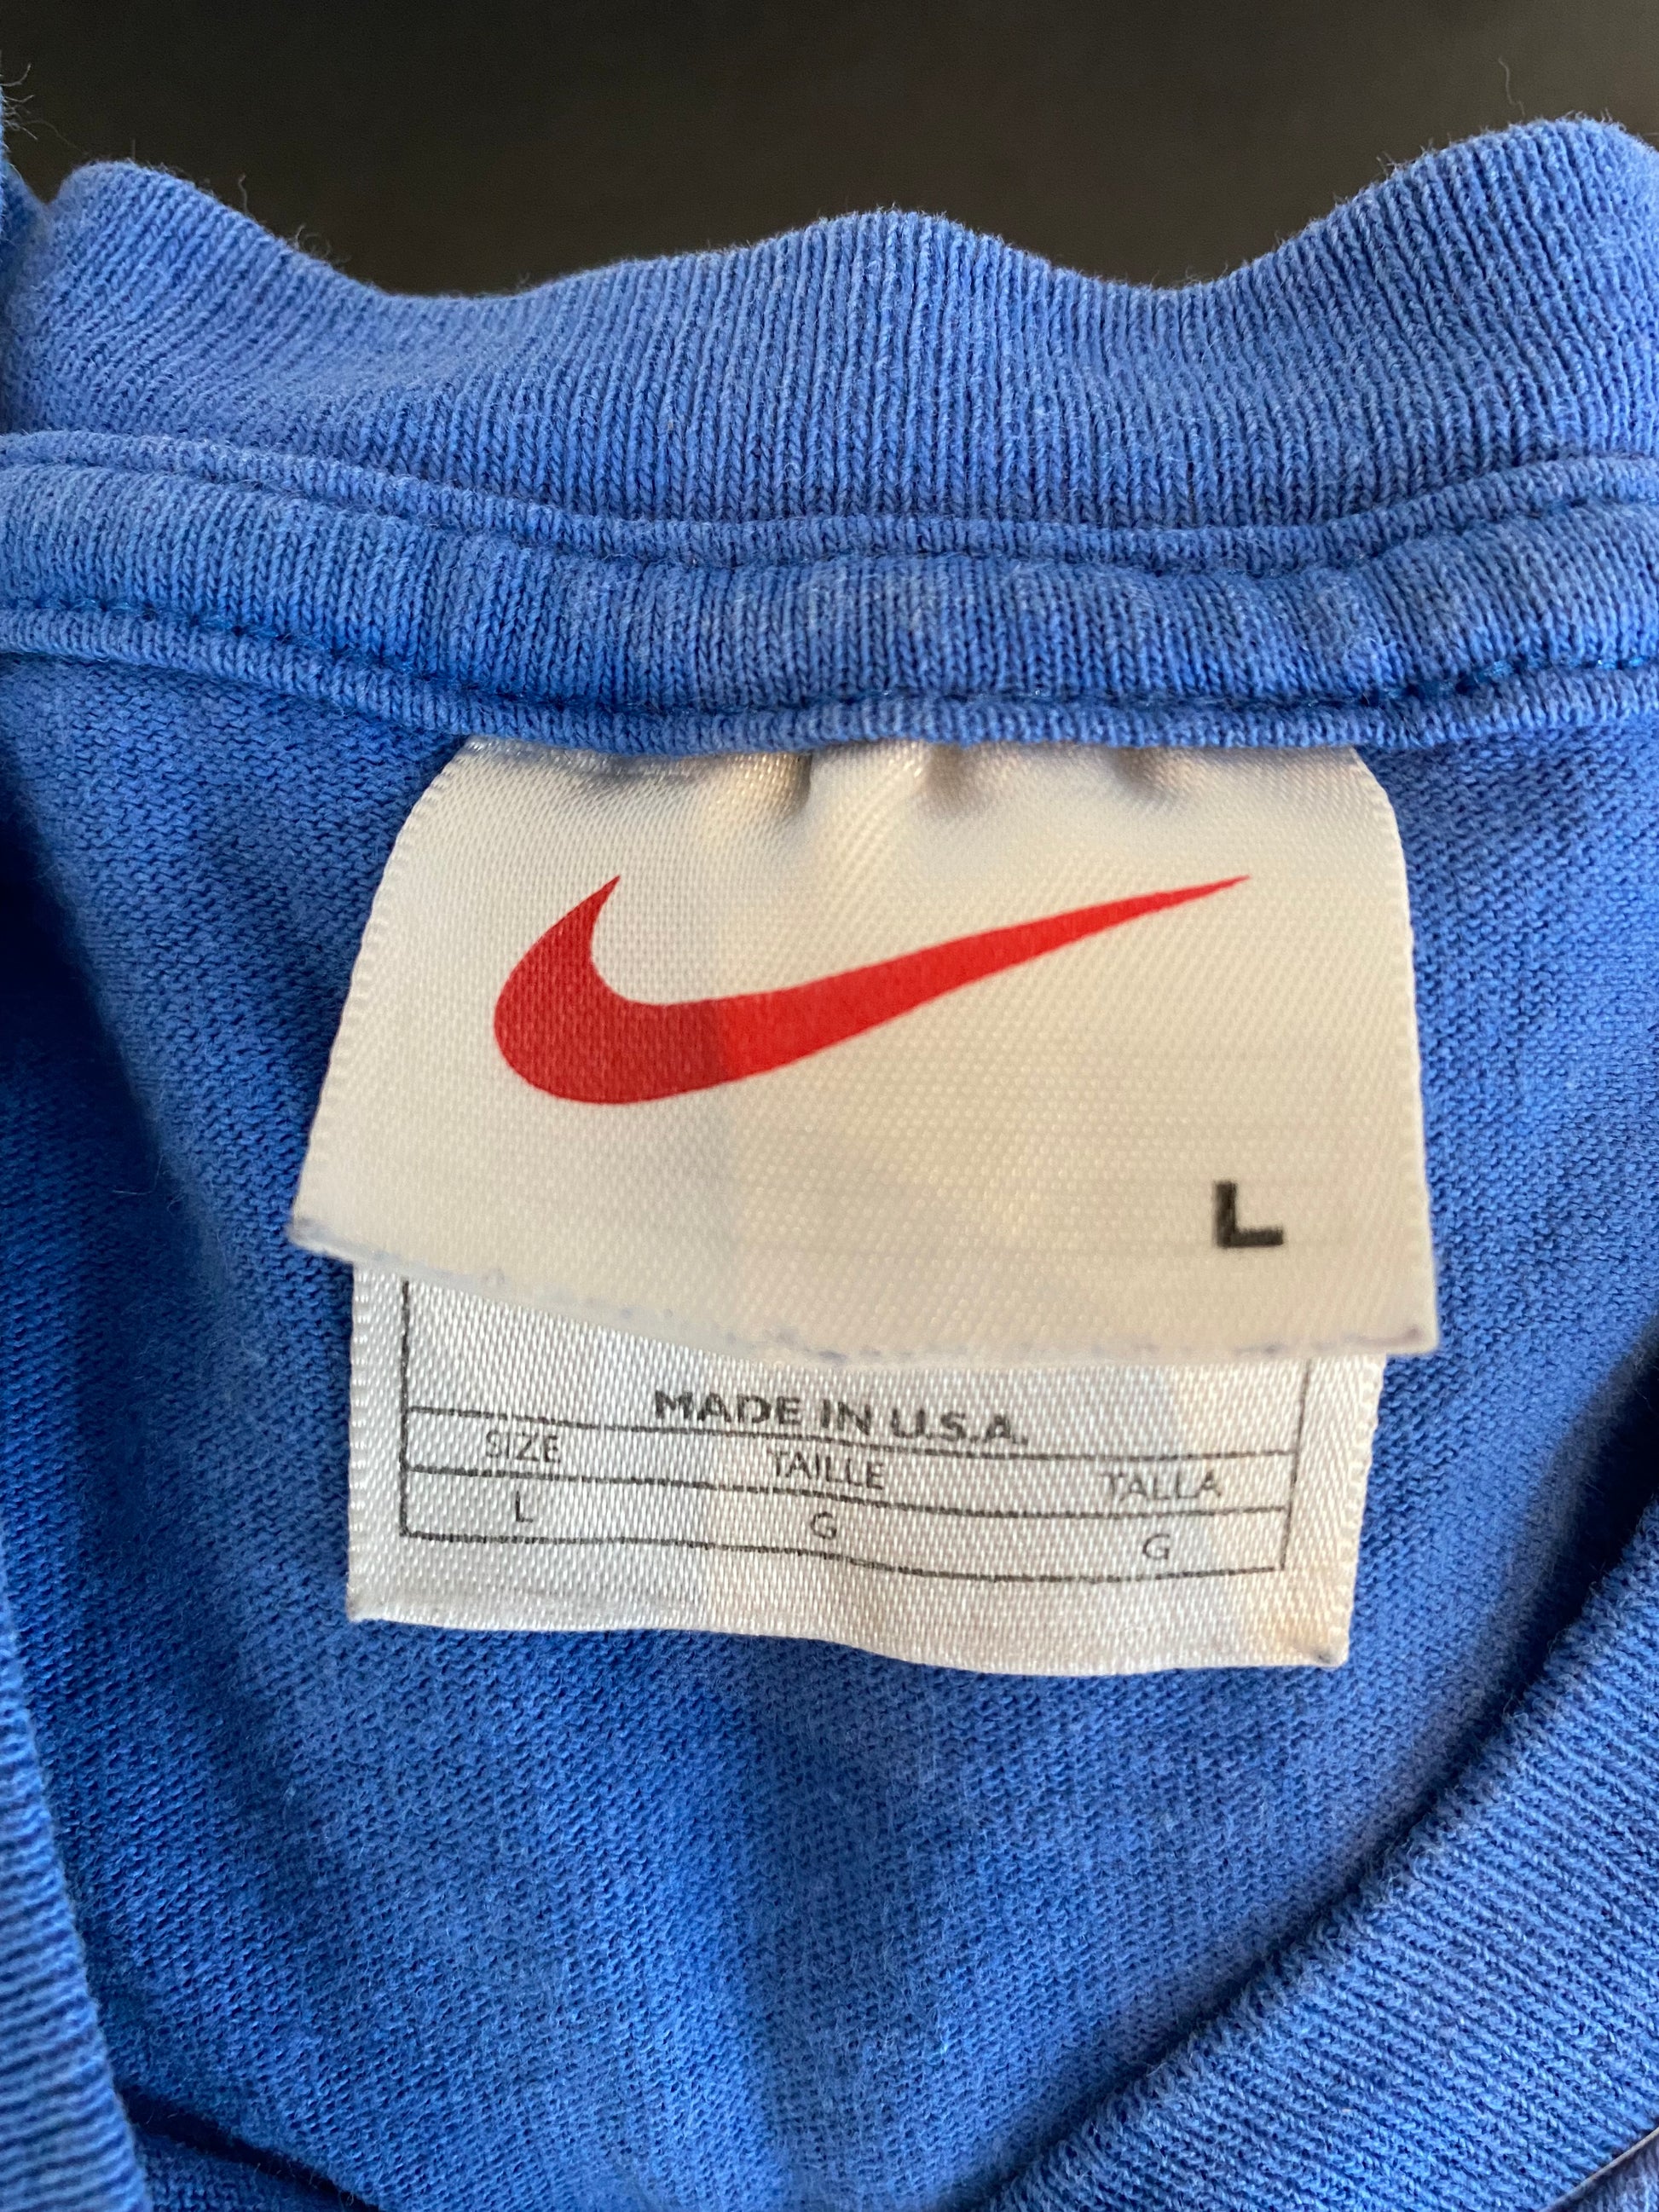 L
MADE IN U.S.A.
SIZE TAILLE TALLA
L G G